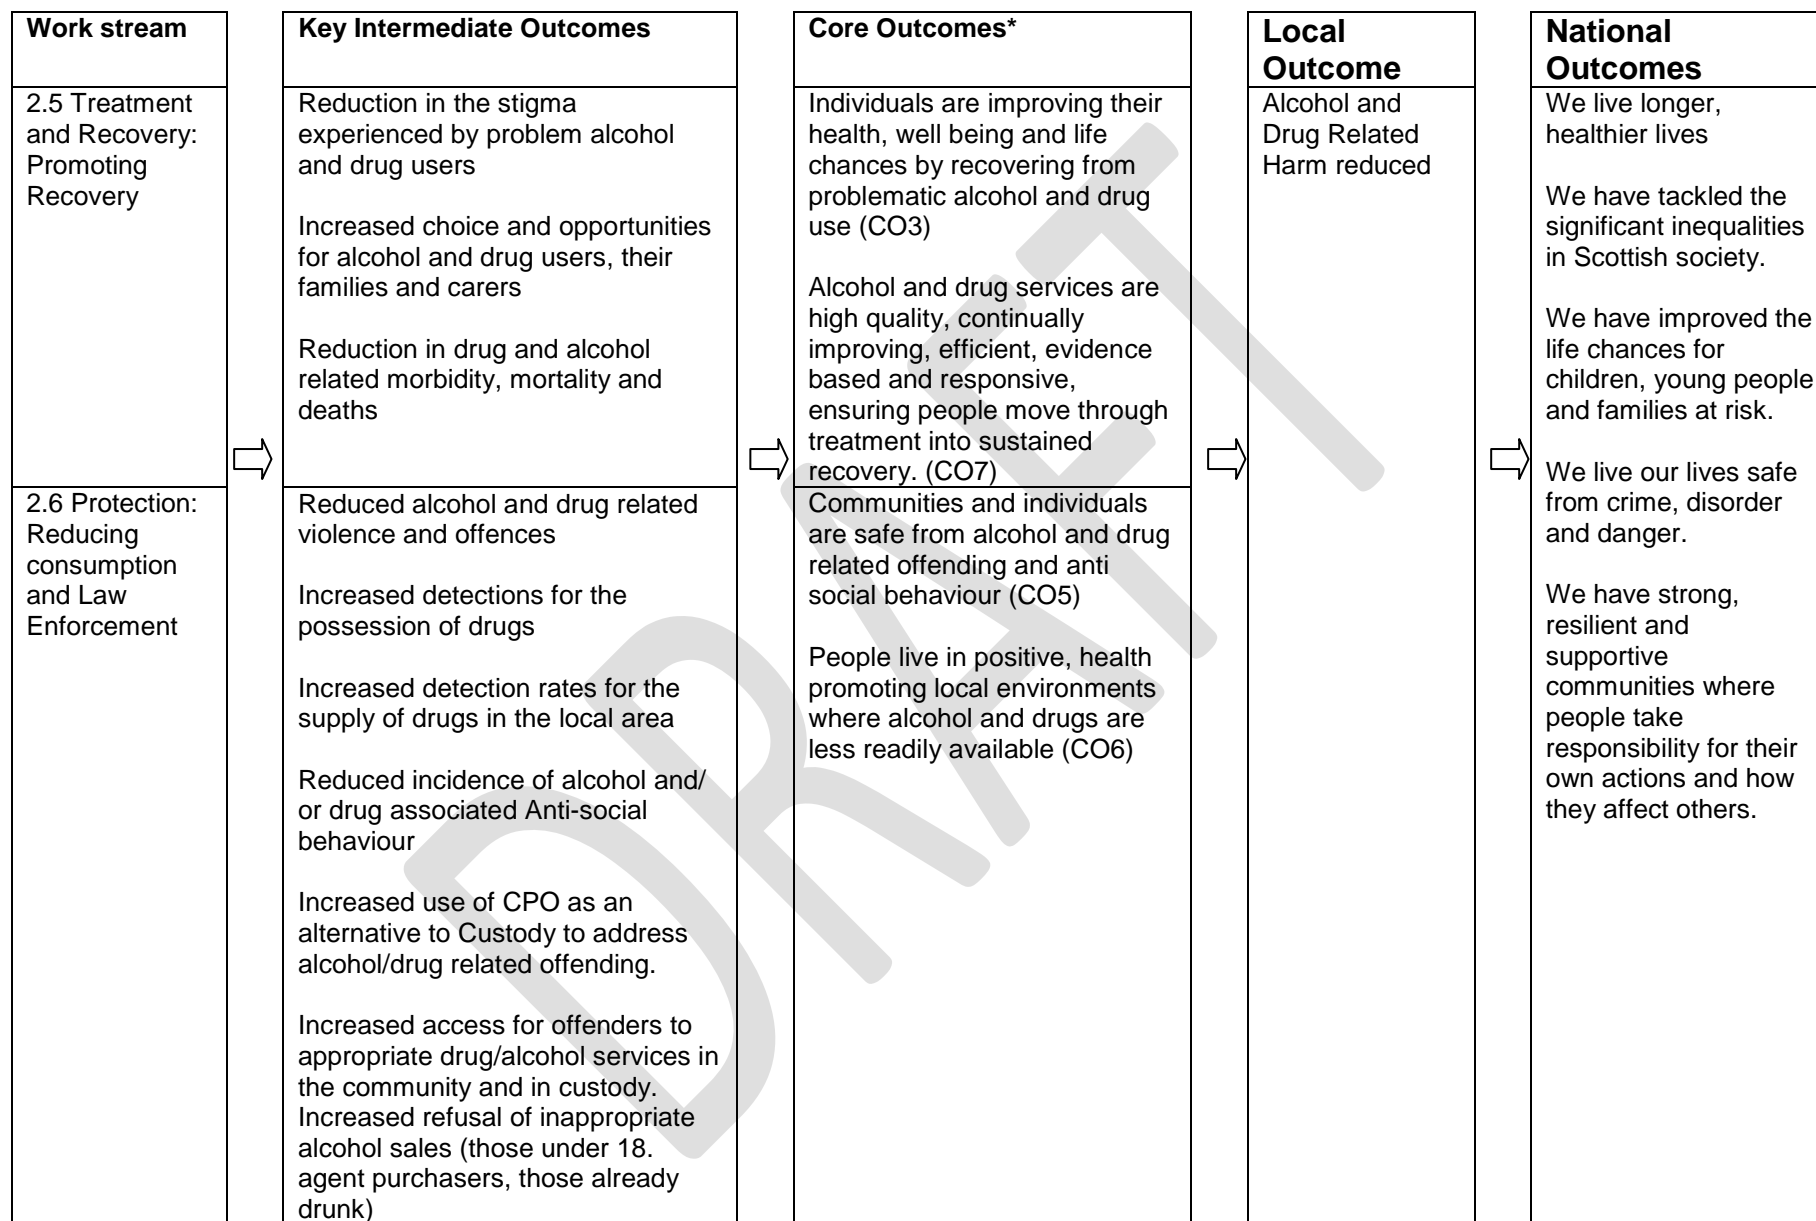 Work stream
2.5 Treatment
and Recovery:
Promoting
Recovery
2.6 Protection:
Reducing
consumption
and Law
Enforcement
Key Intermediate Outcomes
Reduction in the stigma
experienced by problem alcohol
and drug users
Increased choice and opportunities
for alcohol and drug users, their
families and carers
Reduction in drug and alcohol
related morbidity, mortality and
deaths
Reduced alcohol and drug related
violence and offences
Increased detections for the
possession of drugs
Increased detection rates for the
supply of drugs in the local area
Reduced incidence of alcohol and/
or drug associated Anti-social
behaviour
Increased use of CPO as an
alternative to Custody to address
alcohol/drug related offending.
Increased access for offenders to
appropriate drug/alcohol services in
the community and in custody.
Increased refusal of inappropriate
alcohol sales (those under 18.
agent purchasers, those already
drunk)
Core Outcomes*
Individuals are improving their
health, well being and life
chances by recovering from
problematic alcohol and drug
use (CO3)
Alcohol and drug services are
high quality, continually
improving, efficient, evidence
based and responsive,
ensuring people move through
treatment into sustained
recovery. (CO7)
Communities and individuals
are safe from alcohol and drug
related offending and anti
social behaviour (CO5)
People live in positive, health
promoting local environments
where alcohol and drugs are
less readily available (CO6)
Local
Outcome
Alcohol and
Drug Related
Harm reduced
National
Outcomes
We live longer,
healthier lives
We have tackled the
significant inequalities
in Scottish society.
We have improved the
life chances for
children, young people
and families at risk.
We live our lives safe
from crime, disorder
and danger.
We have strong,
resilient and
supportive
communities where
people take
responsibility for their
own actions and how
they affect others.
DRAFT